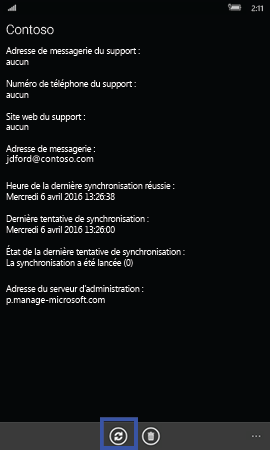 2:11
Contoso
Adresse de messagerie du support :
aucun
Numéro de téléphone du support :
aucun
Site web du support :
aucun
Adresse de messagerie :
jdford@contoso.com
Heure de la dernière synchronisation réussie :
Mercredi 6 avril 2016 13:26:38
Dernière tentative de synchronisation :
Mercredi 6 avril 2016 13:26:00
État de la dernière tentative de synchronisation :
La synchronisation a été lancée (0)
Adresse du serveur d'administration :
p.manage-microsoft.com